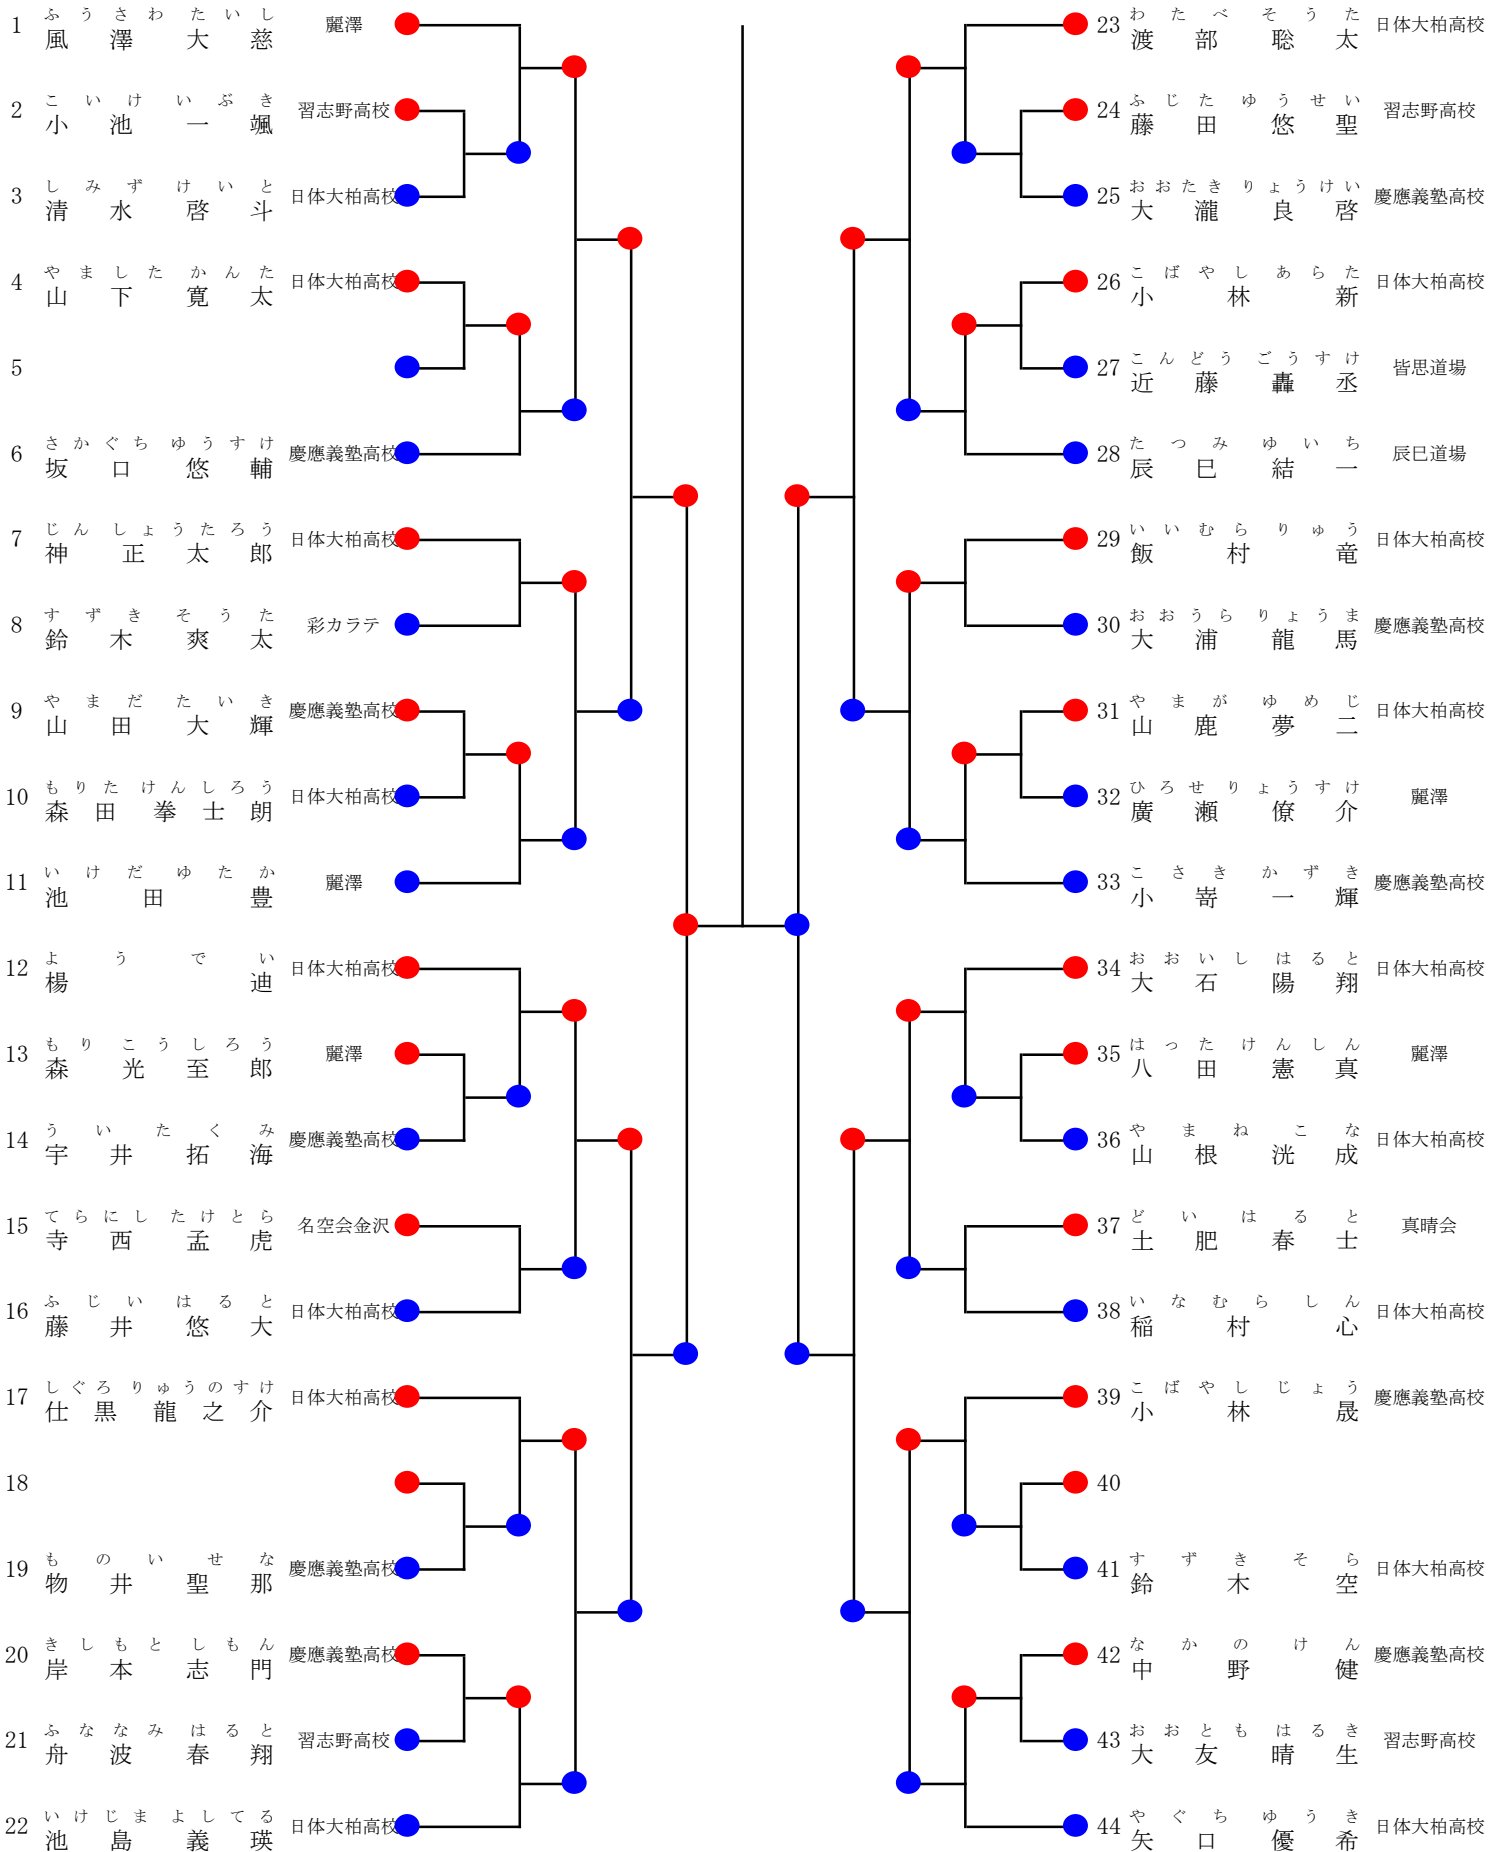 ふうさわ たいし
1 風澤 大慈 麗澤
こいけ いぶき
2 小池 一颯 習志野高校
しみず けいと
3 清水 啓斗 日体大柏高校
やました かんた
4 山下 寛太 日体大柏高校
5
さかぐち ゆうすけ
6 坂口 悠輔 慶應義塾高校
じん しょうたろう
7 神 正太郎 日体大柏高校
すずき そうた
8 鈴木 爽太 彩カラテ
やまだ たいき
9 山田 大輝 慶應義塾高校
もりた けんしろう
10 森田 拳士朗 日体大柏高校
いけだ ゆたか
11 池田 豊 麗澤
よう でい
12 楊 迪 日体大柏高校
もり こうしろう
13 森 光至郎 麗澤
うい たくみ
14 宇井 拓海 慶應義塾高校
てらにし たけとら
15 寺西 孟虎 名空会金沢
ふじい はると
16 藤井 悠大 日体大柏高校
しぐろ りゅうのすけ
17 仕黒 龍之介 日体大柏高校
18
ものい せな
19 物井 聖那 慶應義塾高校
きしもと しもん
20 岸本 志門 慶應義塾高校
ふななみ はると
21 舟波 春翔 習志野高校
いけじま よしてる
22 池島 義瑛 日体大柏高校
わたべ そうた
23 渡部 聡太 日体大柏高校
ふじた ゆうせい
24 藤田 悠聖 習志野高校
おおたき りょうけい
25 大瀧 良啓 慶應義塾高校
こばやし あらた
26 小林 新 日体大柏高校
こんどう ごうすけ
27 近藤 轟丞 皆思道場
たつみ ゆいち
28 辰巳 結一 辰巳道場
いいむら りゅう
29 飯村 竜 日体大柏高校
おおうら りょうま
30 大浦 龍馬 慶應義塾高校
やまが ゆめじ
31 山鹿 夢二 日体大柏高校
ひろせ りょうすけ
32 廣瀬 僚介 麗澤
こさき かずき
33 小嵜 一輝 慶應義塾高校
おおいし はると
34 大石 陽翔 日体大柏高校
はった けんしん
35 八田 憲真 麗澤
やまね こな
36 山根 洸成 日体大柏高校
どい はると
37 土肥 春士 真晴会
いなむら しん
38 稲村 心 日体大柏高校
こばやし じょう
39 小林 晟 慶應義塾高校
40
すずき そら
41 鈴木 空 日体大柏高校
なかの けん
42 中野 健 慶應義塾高校
おおとも はるき
43 大友 晴生 習志野高校
やぐち ゆうき
44 矢口 優希 日体大柏高校